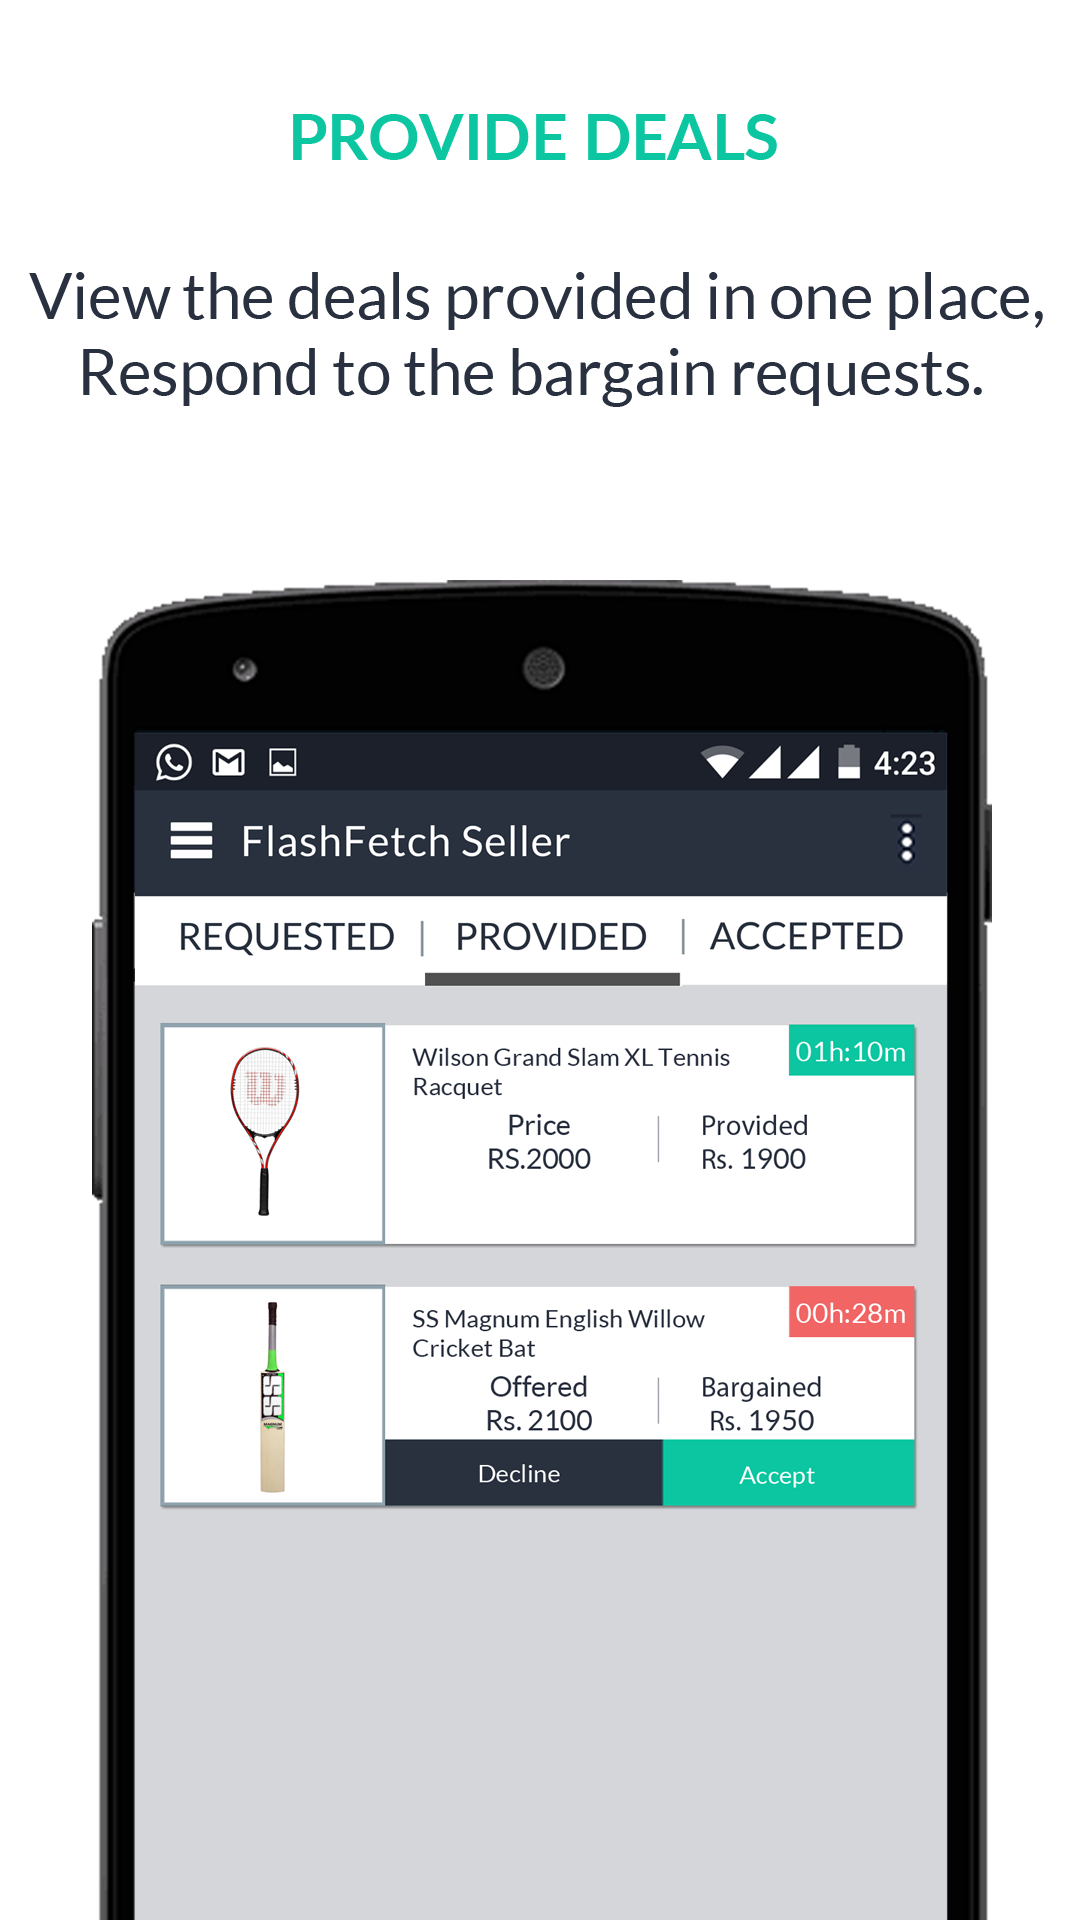 PROVIDE DEALS
View the deals provided in one place,
Respond to the bargain requests.
4:23
FlashFetch Seller
REQUESTED | PROVIDED | ACCEPTED
Wilson Grand Slam XL Tennis
Racquet
01h:10m
Price
RS.2000
Provided
Rs. 1900
SS Magnum English Willow
Cricket Bat
00h:28m
Offered
Rs. 2100
Bargained
Rs. 1950
Decline
Accept
W
SS
MAGNUM